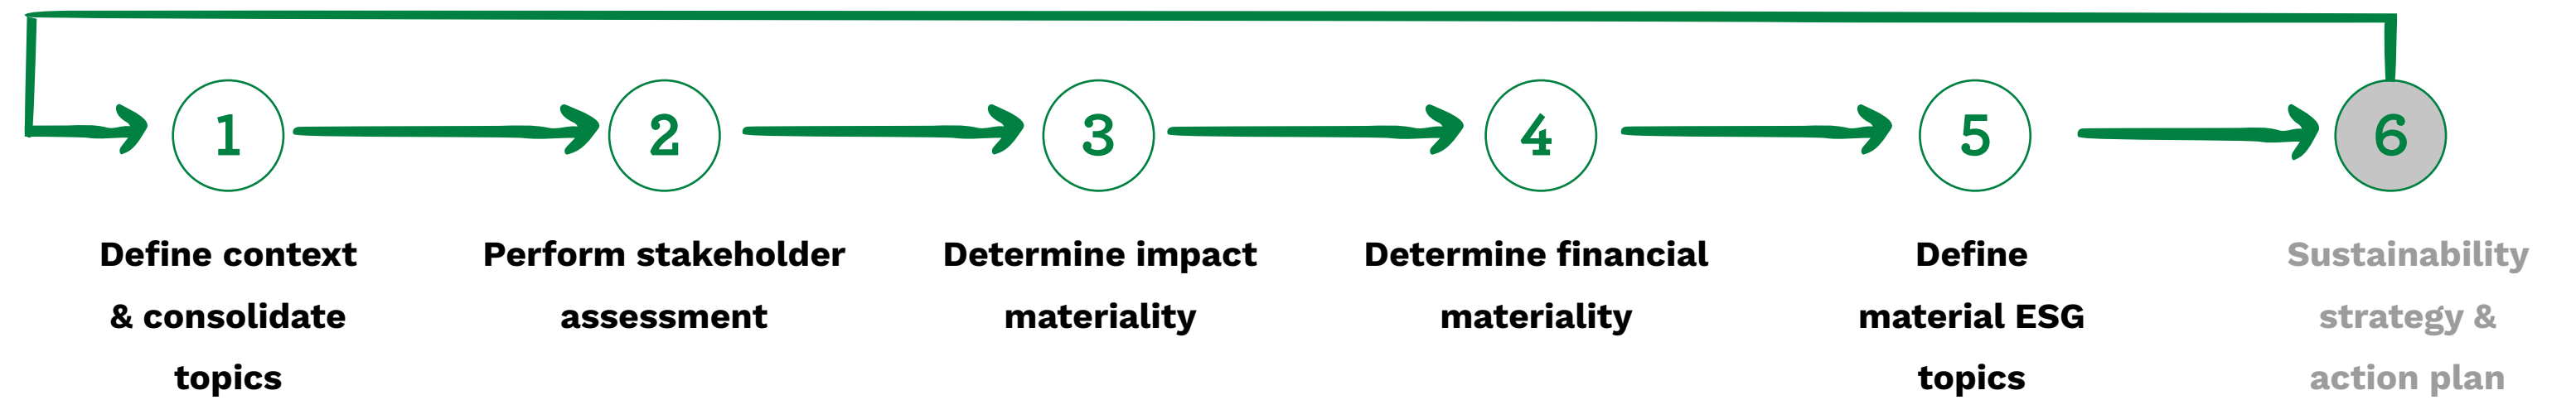 1
2
3
4
5
6
Define context
& consolidate
topics
Perform stakeholder
assessment
Determine impact
materiality
Determine financial
materiality
Define
material ESG
topics
Sustainability
strategy &
action plan